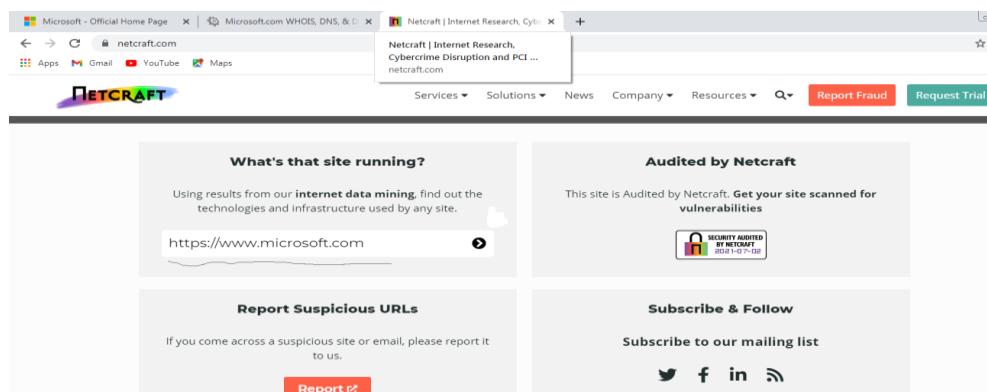 Microsoft - Official Home Page
Microsoft.com WHOIS, DNS, & D
Netcraft | Internet Research, Cybe
netcraft.com
Netcraft | Internet Research,
Cybercrime Disruption and PCI ...
netcraft.com
Apps
Gmail
YouTube
Maps
NETCRAFT
Services
Solutions
News
Company
Resources
Report Fraud
Request Trial
What's that site running?
Using results from our internet data mining, find out the
technologies and infrastructure used by any site.
https://www.microsoft.com
Audited by Netcraft
This site is Audited by Netcraft. Get your site scanned for
vulnerabilities
SECURITY AUDITED
BY NETCRAFT
2021-07-02
Report Suspicious URLs
If you come across a suspicious site or email, please report it
to us.
Report
Subscribe & Follow
Subscribe to our mailing list